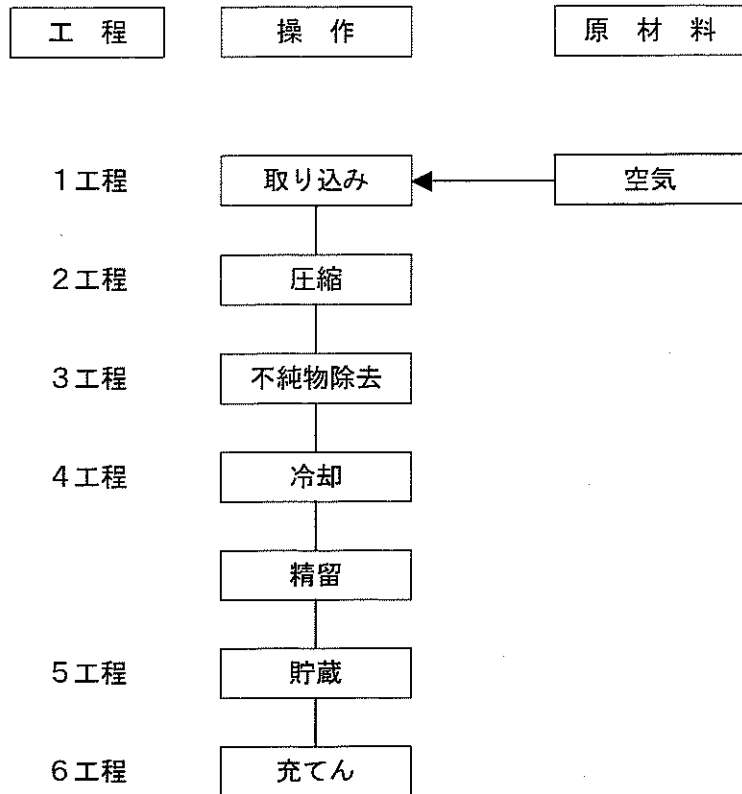 工程 操作 原材料
1工程 取り込み 空気
2工程 圧縮
3工程 不純物除去
4工程 冷却
精留
5工程 貯蔵
6工程 充てん